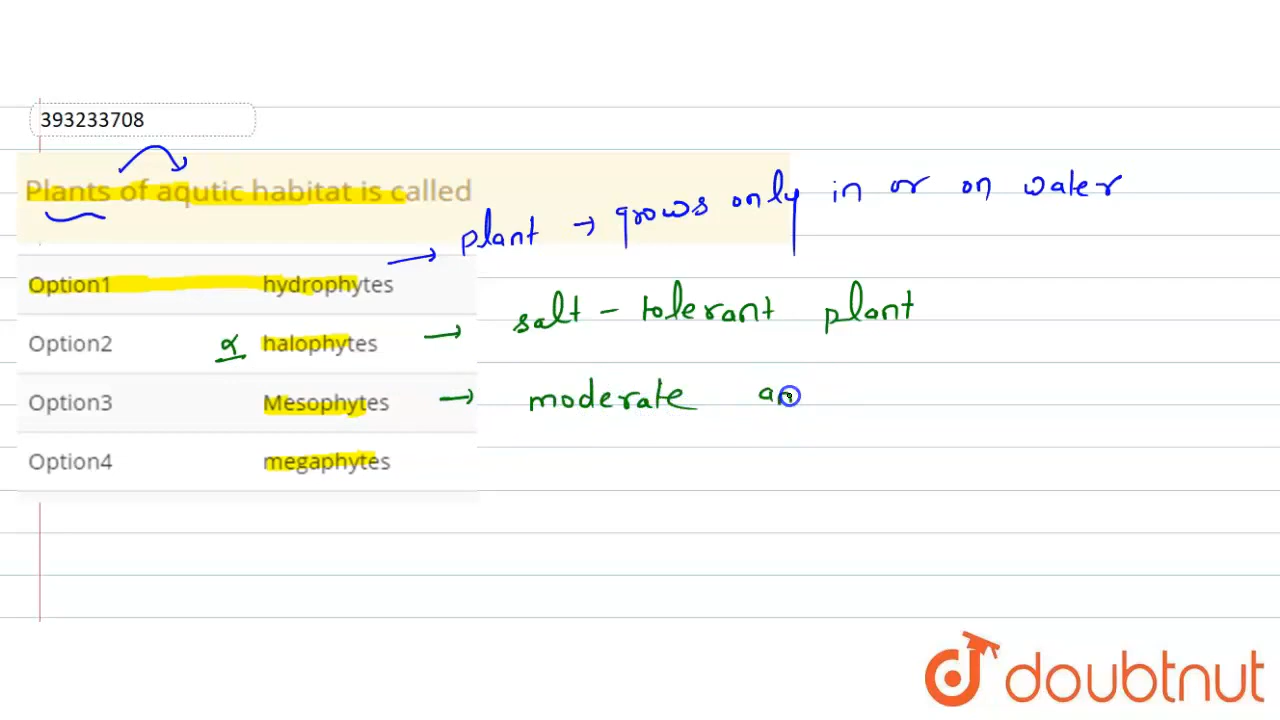 393233708
Plants of aqutic habitat is called
plant → grows only in or on water
Option1 hydrophytes →
Option2 α halophytes → salt - tolerant plant
Option3 Mesophytes → moderate an
Option4 megaphytes
doubtnut